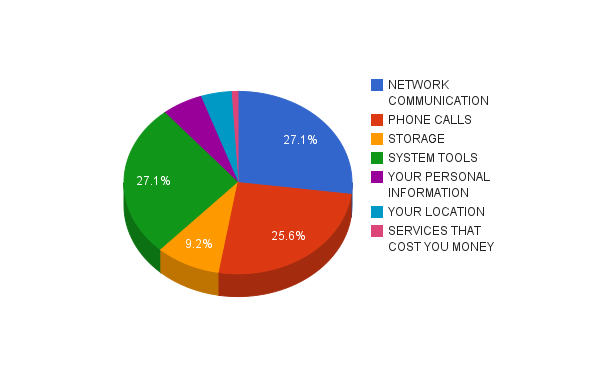 27.1%
25.6%
9.2%
27.1%
NETWORK
COMMUNICATION
PHONE CALLS
STORAGE
SYSTEM TOOLS
YOUR PERSONAL
INFORMATION
YOUR LOCATION
SERVICES THAT
COST YOU MONEY